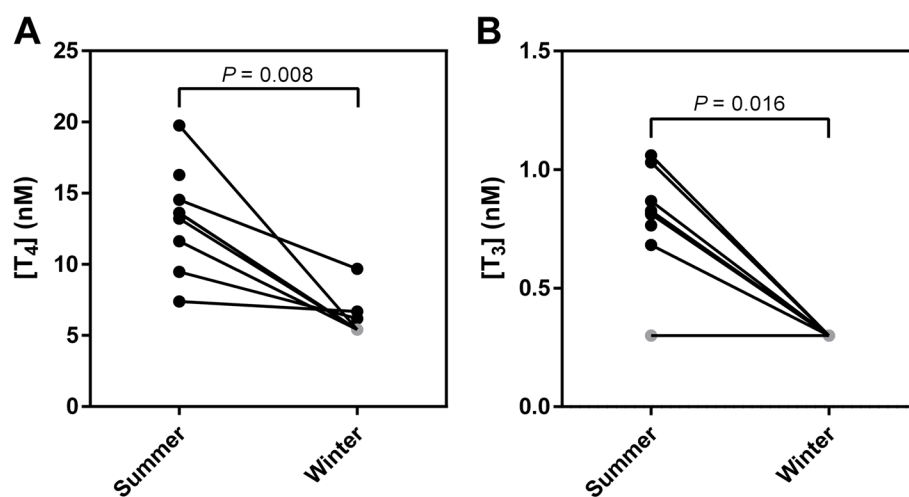 A
P = 0.008
[T4] (nM)
25
20
15
10
5
0
Summer
Winter
B
P = 0.016
[T3] (nM)
1.5
1.0
0.5
0.0
Summer
Winter